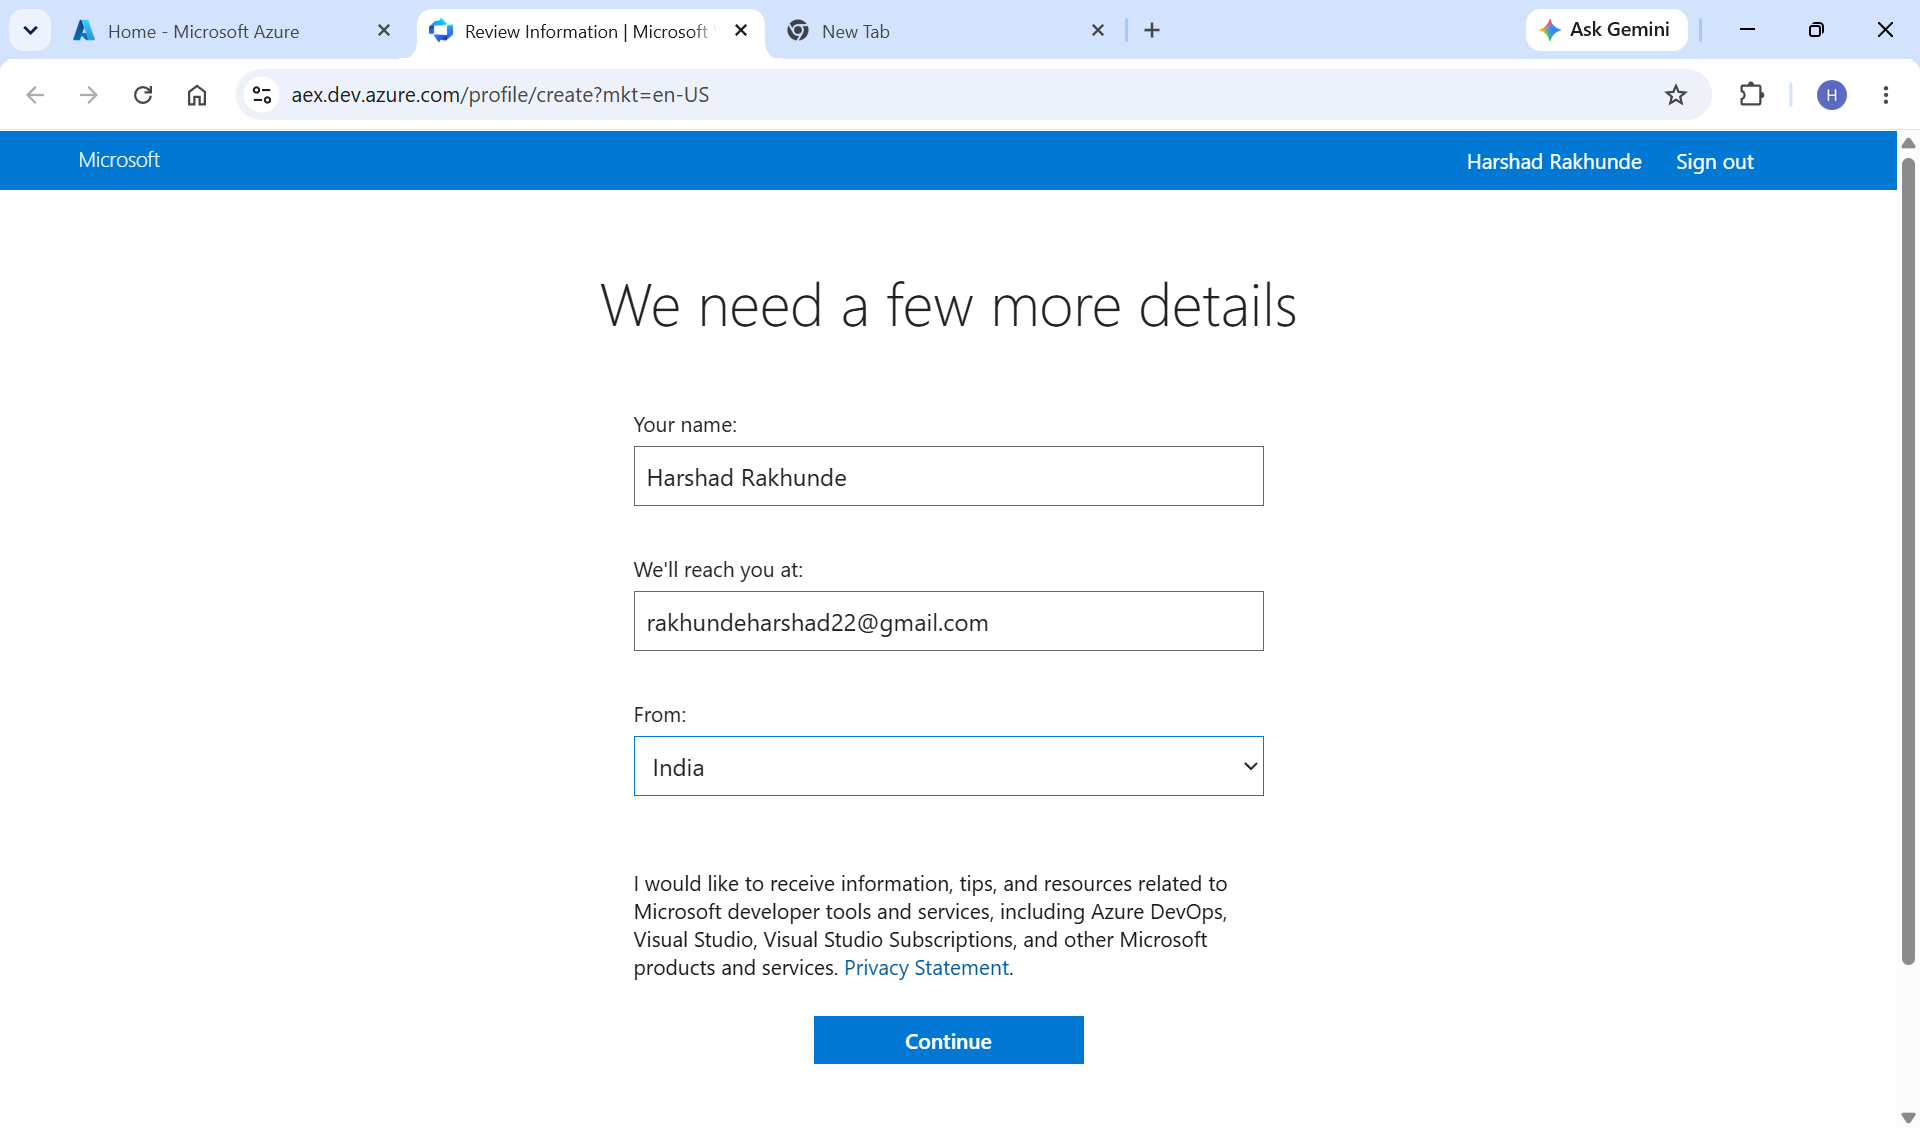 Home - Microsoft Azure
Review Information | Microsoft
New Tab
Ask Gemini
aex.dev.azure.com/profile/create?mkt=en-US
H
Microsoft
Harshad Rakhunde
Sign out
We need a few more details
Your name:
Harshad Rakhunde
We'll reach you at:
rakhundeharshad22@gmail.com
From:
India
I would like to receive information, tips, and resources related to
Microsoft developer tools and services, including Azure DevOps,
Visual Studio, Visual Studio Subscriptions, and other Microsoft
products and services. Privacy Statement.
Continue